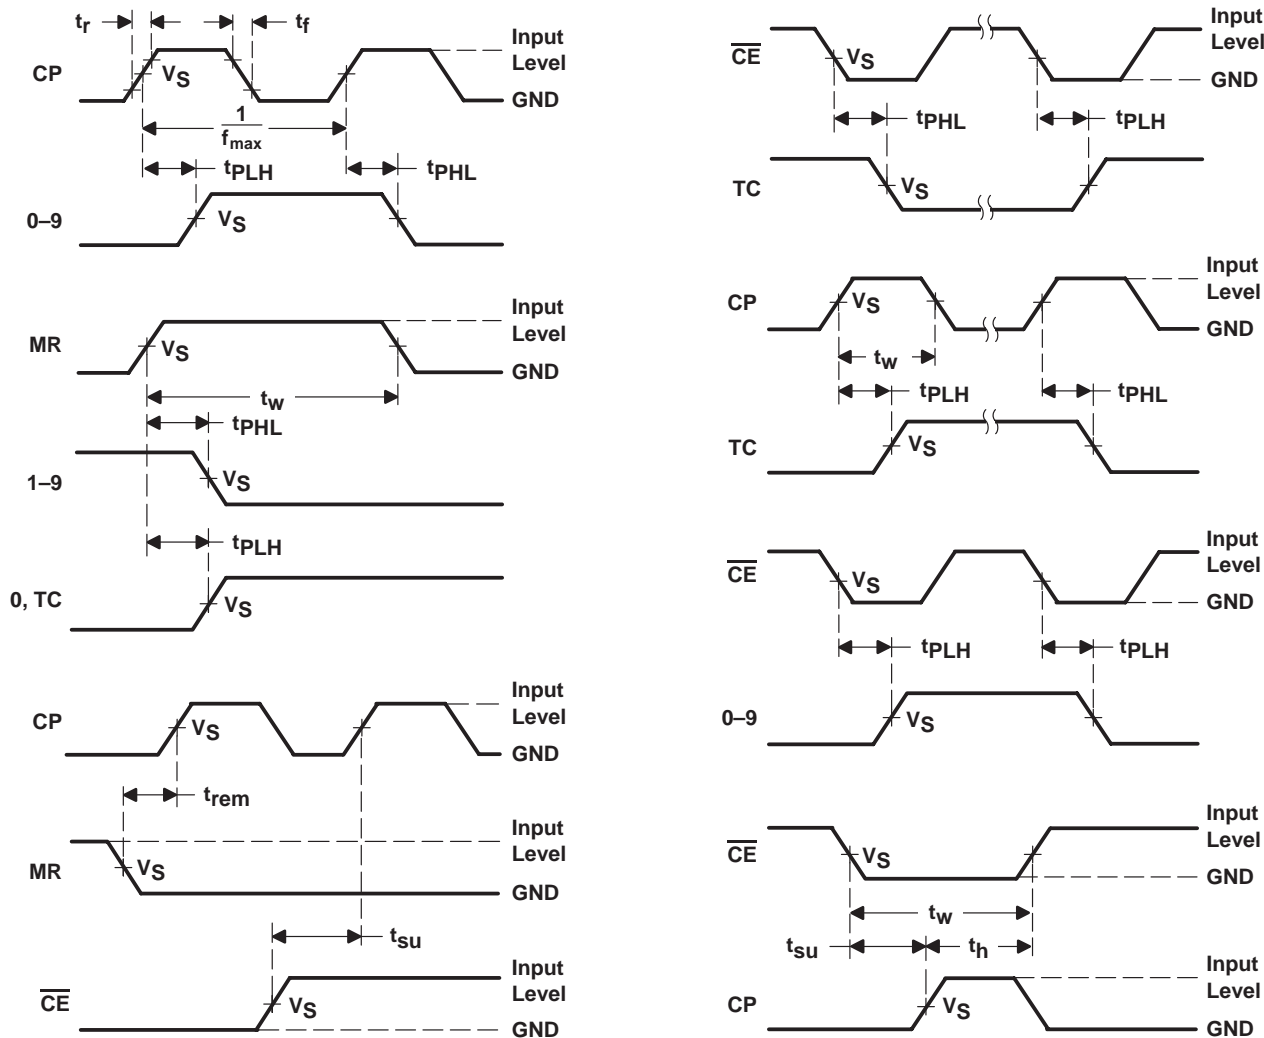 tr
tf
CP
VS
Input
Level
GND
1
fmax
tPLH
tPHL
0–9
VS
MR
VS
Input
Level
GND
tw
tPHL
1–9
VS
tPLH
0, TC
VS
CP
VS
Input
Level
GND
trem
MR
VS
Input
Level
GND
tsu
CE
VS
Input
Level
GND
CE
VS
Input
Level
GND
tPHL
tPLH
TC
VS
CP
VS
Input
Level
GND
tw
tPLH
tPHL
TC
VS
CE
VS
Input
Level
GND
tPLH
tPLH
0–9
VS
CE
VS
Input
Level
GND
tw
tsu
th
CP
VS
Input
Level
GND